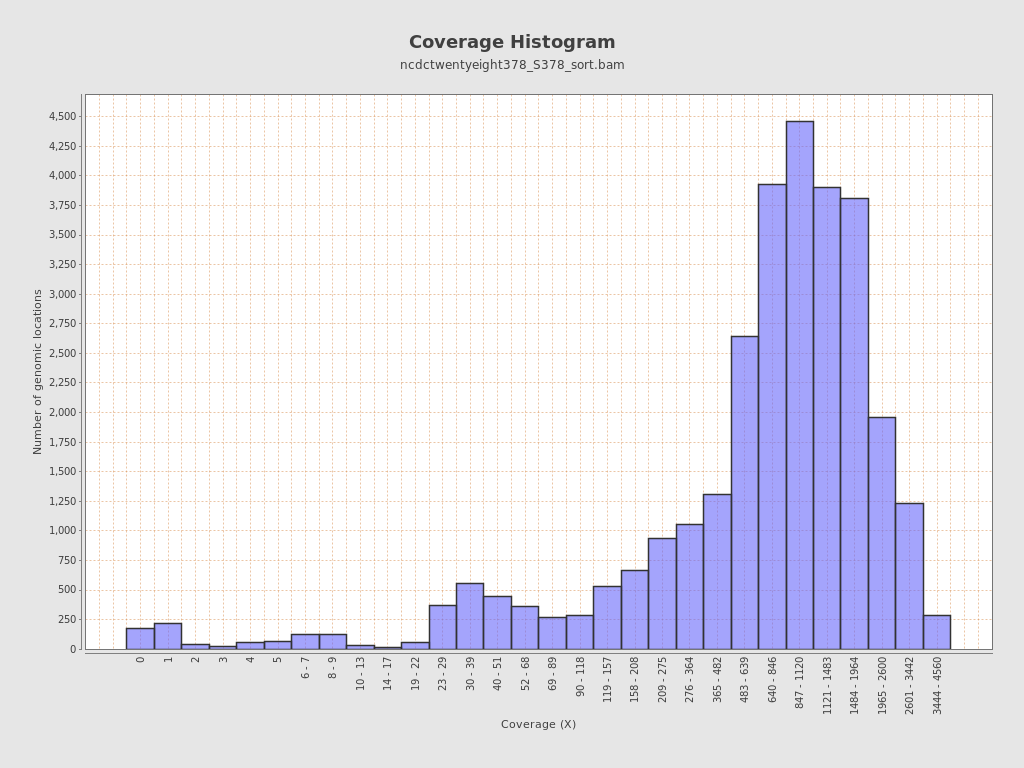 Coverage Histogram
ncdctwentyeight378_S378_sort.bam
Number of genomic locations
4,500
4,250
4,000
3,750
3,500
3,250
3,000
2,750
2,500
2,250
2,000
1,750
1,500
1,250
1,000
750
500
250
0
0
1
2
3
4
5
6 - 7
8 - 9
10 - 13
14 - 17
19 - 22
23 - 29
30 - 39
40 - 51
52 - 68
69 - 89
90 - 118
119 - 157
158 - 208
209 - 275
276 - 364
365 - 482
483 - 639
640 - 846
847 - 1120
1121 - 1483
1484 - 1964
1965 - 2600
2601 - 3442
3444 - 4560
Coverage (X)